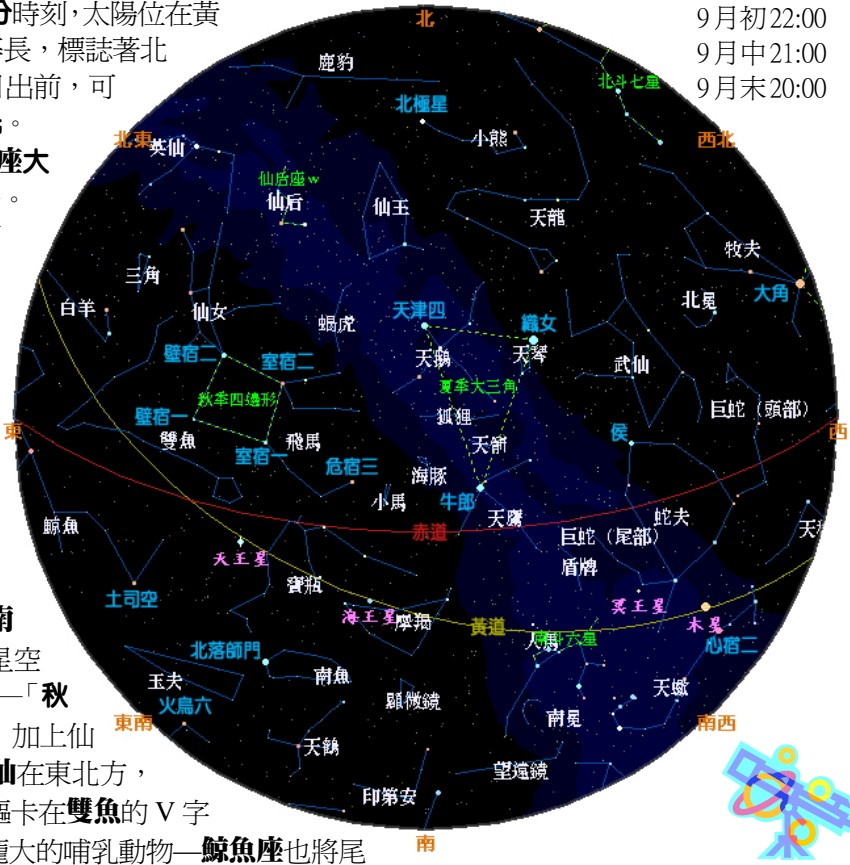 分時刻，太陽位在黃
長，標誌著北
日出前，可
。
座大
。
9月初22:00
9月中21:00
9月末20:00
北
鹿豹
北斗七星
北極星
小熊
北東
英仙
西北
仙后座w
仙后
仙王
天龍
牧夫
三角
大角
白羊
仙女
蝎虎
天津四
織女
北冕
壁宿二
室宿二
天鵝
天琴
武仙
夏季大三角
秋季四邊形
狐狸
巨蛇（頭部）
壁宿一
雙魚
飛馬
室宿一
天箭
侯
東
西
危宿三
海豚
小馬
牛郎
天鷹
蛇夫
赤道
巨蛇（尾部）
天
鯨魚
天王星
盾牌
寶瓶
土司空
海王星
摩羯
冥王星
木星
黃道
南斗六星
人馬
心宿二
南
星空
北落師門
玉夫
南魚
天蠍
—「秋
火鳥六
顯微鏡
南冕
東南
南西
加上仙
天鶴
仙在東北方，
望遠鏡
印第安
卡在雙魚的 V 字
南
龐大的哺乳動物—鯨魚座也將尾